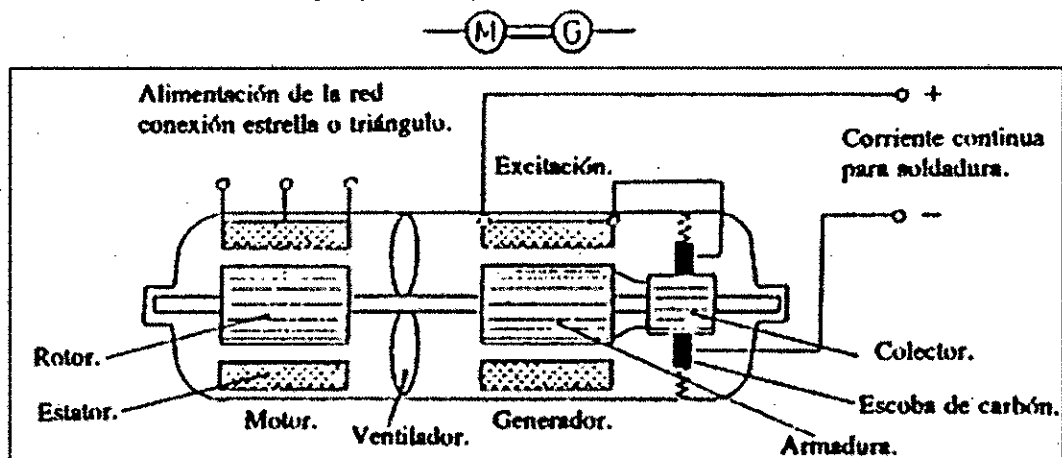 M G
Alimentación de la red
conexión estrella o triángulo.
+
Corriente continua
para soldadura.
Excitación.
−
Rotor.
Colector.
Estator.
Motor.
Ventilador.
Generador.
Escoba de carbón.
Armadura.